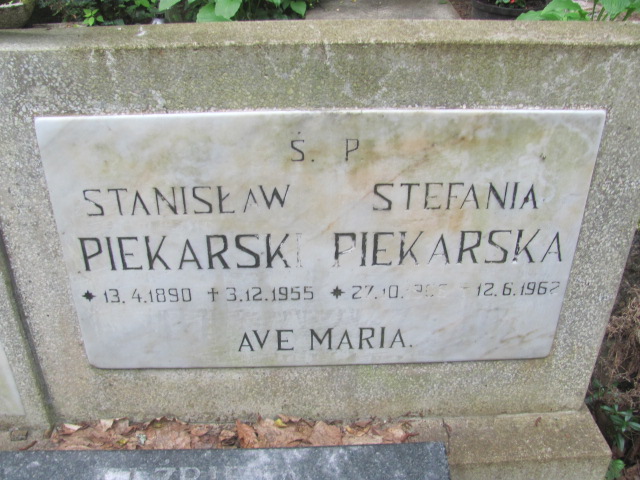 Ś. P
STANISŁAW STEFANIA
PIEKARSKI PIEKARSKA
* 13.4.1890 + 3.12.1955 * 12.6.1962
AVE MARIA.